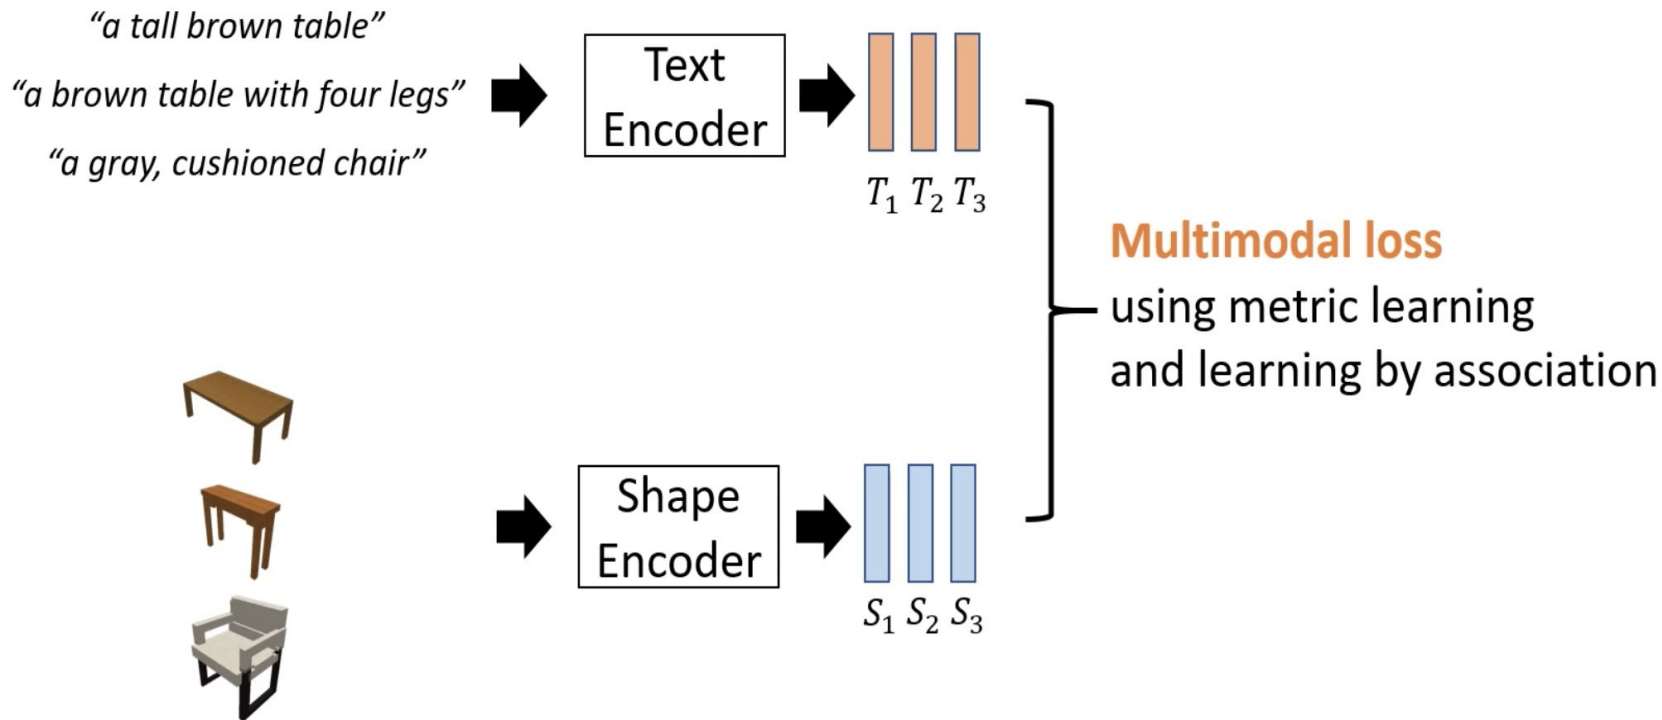 “a tall brown table”
“a brown table with four legs”
“a gray, cushioned chair”
Text
Encoder
T₁ T₂ T₃
Multimodal loss
using metric learning
and learning by association
Shape
Encoder
S₁ S₂ S₃